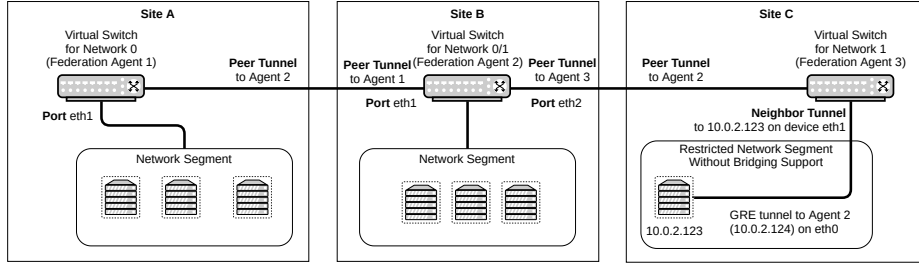 Site A
Virtual Switch
for Network 0
(Federation Agent 1)
Peer Tunnel
to Agent 2
Port eth1
Network Segment
Site B
Virtual Switch
for Network 0/1
(Federation Agent 2)
Peer Tunnel
to Agent 1
Peer Tunnel
to Agent 3
Port eth1
Port eth2
Network Segment
Site C
Virtual Switch
for Network 1
(Federation Agent 3)
Peer Tunnel
to Agent 2
Neighbor Tunnel
to 10.0.2.123 on device eth1
Restricted Network Segment
Without Bridging Support
10.0.2.123
GRE tunnel to Agent 2
(10.0.2.124) on eth0